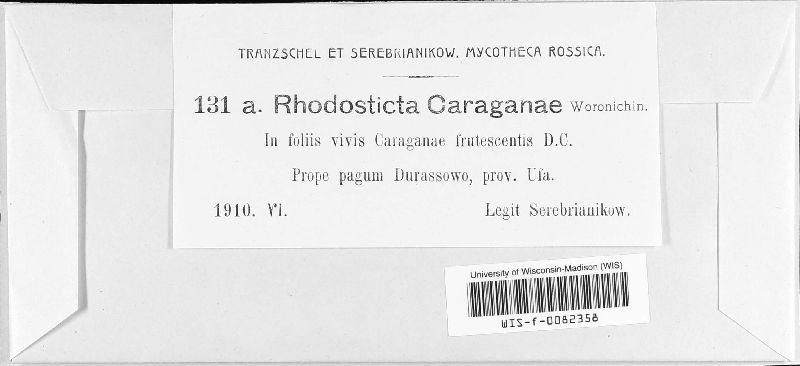 TRANZSCHEL ET SEREBRIANIKOW. MYCOTHECA ROSSICA.
131 a. Rhodosticta Caraganae Woronichin.
In foliis vivis Caraganae frutescentis D.C.
Prope pagum Durassowo, prov. Ufa.
1910. VI. Legit Serebrianikow.
University of Wisconsin-Madison (WIS)
WIS-f-0082358